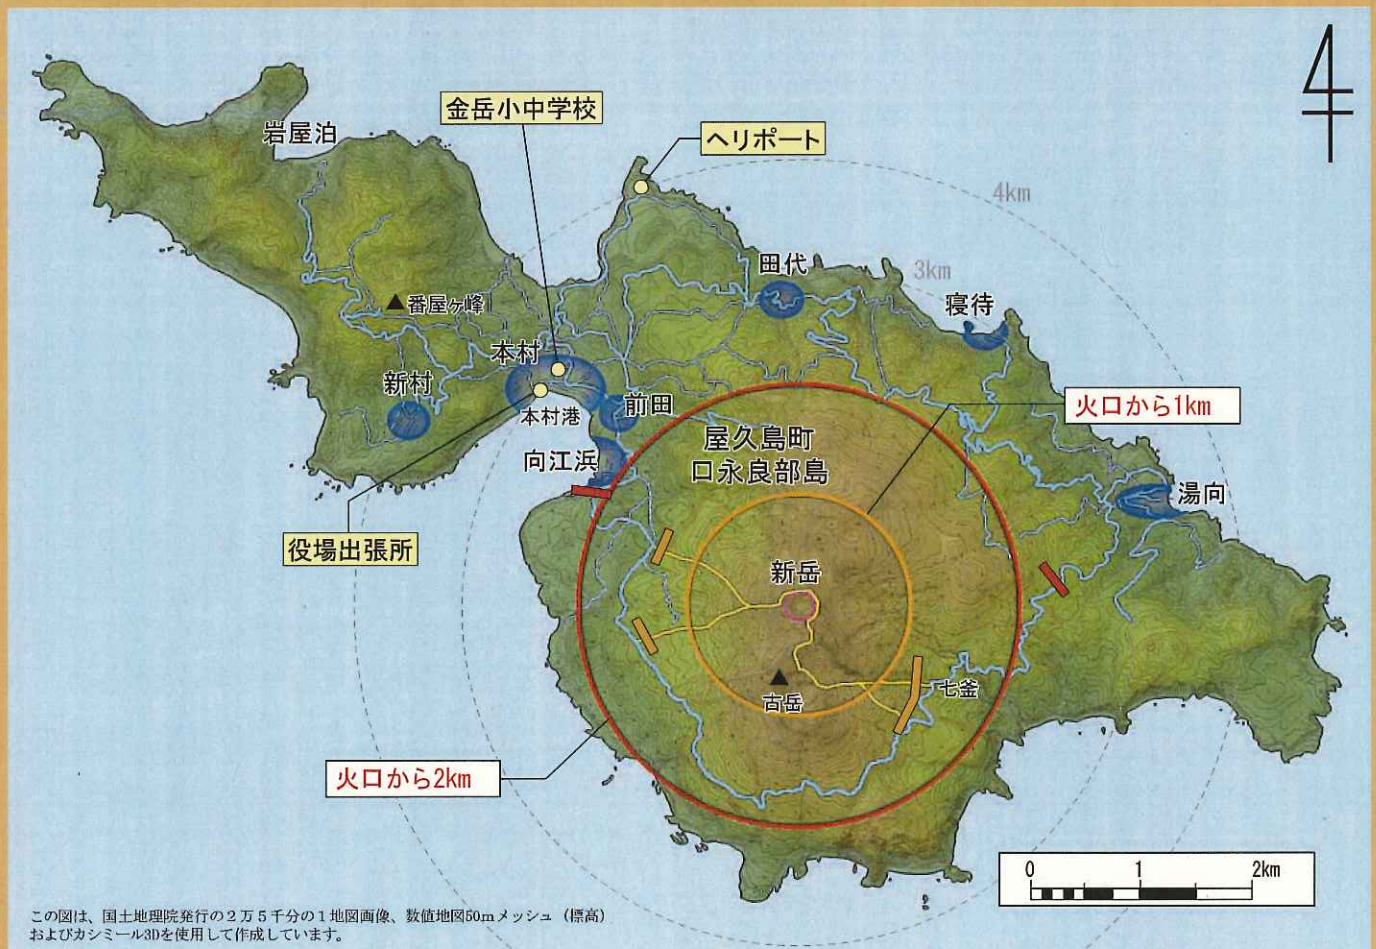 金岳小中学校
ヘリポート
岩屋泊
4km
3km
田代
寝待
番屋ヶ峰
本村
新村
本村港
前田
火口から1km
屋久島町
口永良部島
向江浜
湯向
役場出張所
新岳
七釜
古岳
火口から2km
0 1 2km
この図は、国土地理院発行の2万5千分の1地図画像、数値地図50mメッシュ（標高）
およびカシミール3Dを使用して作成しています。